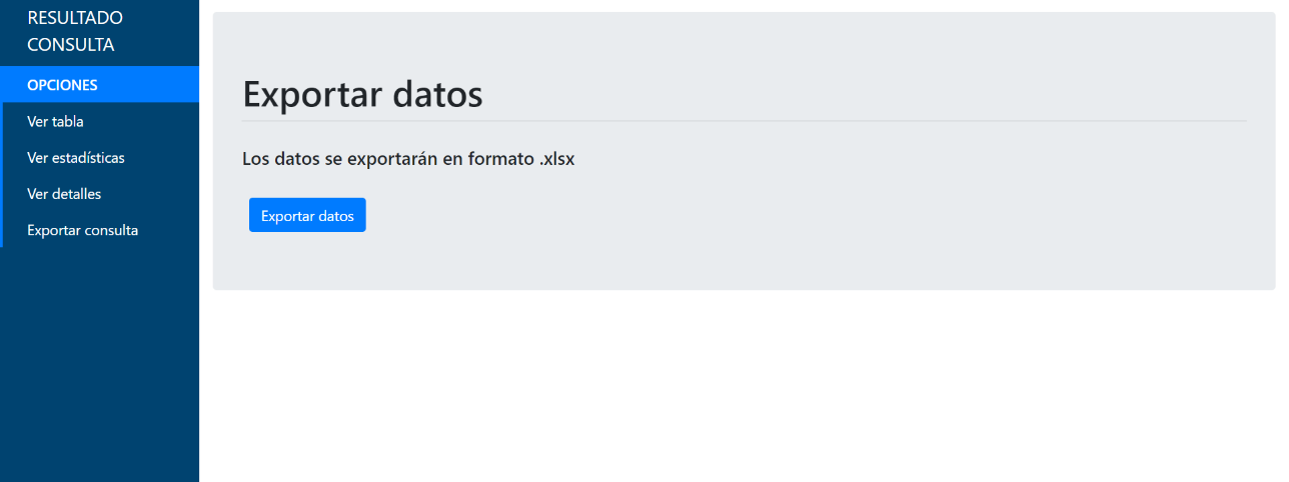 RESULTADO
CONSULTA
OPCIONES
Ver tabla
Ver estadísticas
Ver detalles
Exportar consulta
Exportar datos
Los datos se exportarán en formato .xlsx
Exportar datos